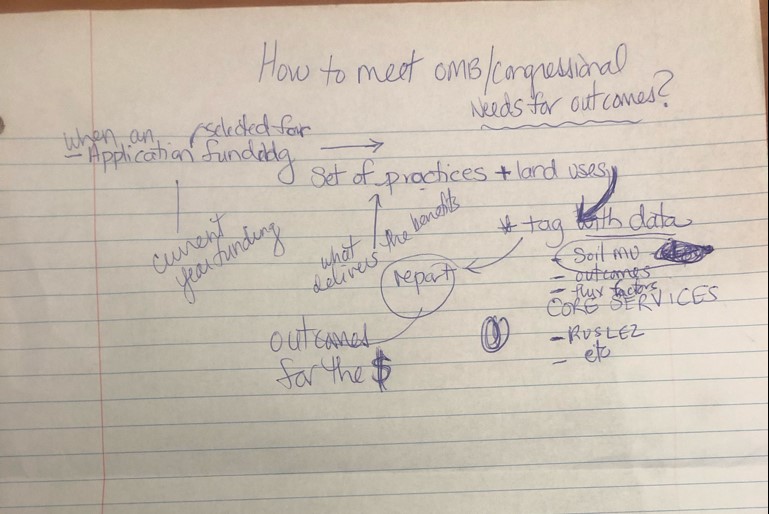 How to meet OMB/Congressional
Needs for outcomes?
when an selected for
- Application funding
Set of practices + land uses
current
year funding
what
delivers the benefits
* tag with data
- Soil MU
- outcomes
- flux factors
CORE SERVICES
- RUSLE2
- etc
report
outcomes
for the $